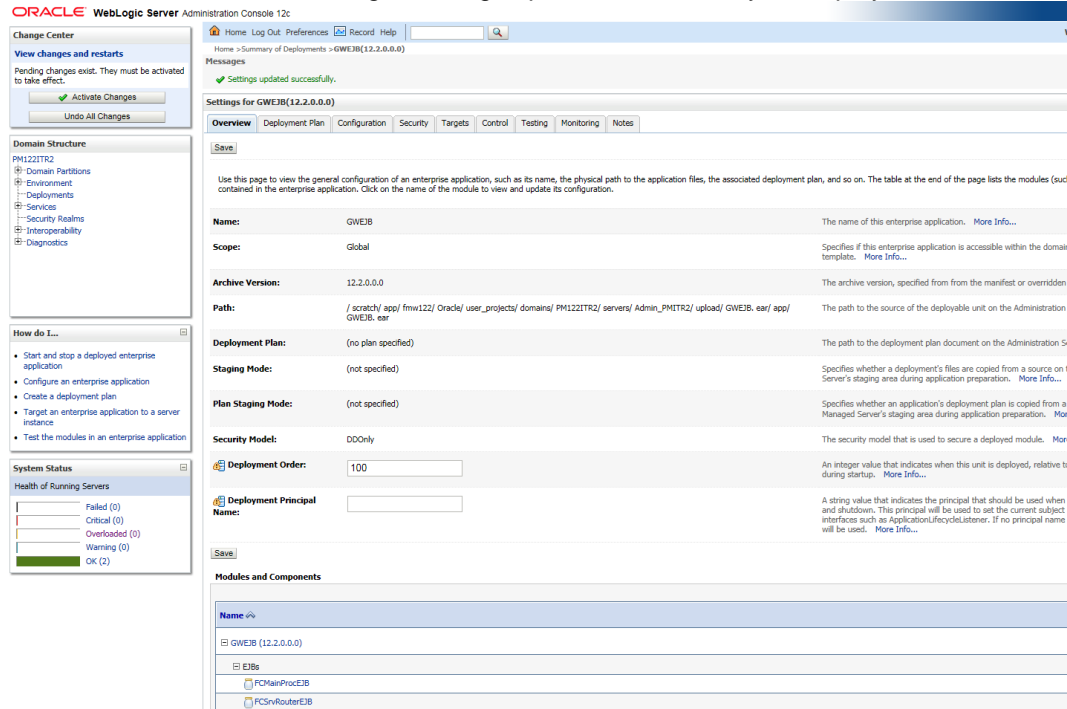 ORACLE WebLogic Server Administration Console 12c
Change Center
View changes and restarts
Pending changes exist. They must be activated
to take effect.
Activate Changes
Undo All Changes
Domain Structure
PM122ITR2
Domain Partitions
Environment
Deployments
Services
Security Realms
Interoperability
Diagnostics
How do I...
Start and stop a deployed enterprise
application
Configure an enterprise application
Create a deployment plan
Target an enterprise application to a server
instance
Test the modules in an enterprise application
System Status
Health of Running Servers
Failed (0)
Critical (0)
Overloaded (0)
Warning (0)
OK (2)
Home Log Out Preferences Record Help
Home >Summary of Deployments >GWEJB(12.2.0.0.0)
Messages
Settings updated successfully.
Settings for GWEJB(12.2.0.0.0)
Overview Deployment Plan Configuration Security Targets Control Testing Monitoring Notes
Save
Use this page to view the general configuration of an enterprise application, such as its name, the physical path to the application files, the associated deployment plan, and so on. The table at the end of the page lists the modules (suc
contained in the enterprise application. Click on the name of the module to view and update its configuration.
Name: GWEJB The name of this enterprise application. More Info...
Scope: Global Specifies if this enterprise application is accessible within the domai
template. More Info...
Archive Version: 12.2.0.0.0 The archive version, specified from from the manifest or overridden
Path: / scratch/ app/ fmw122/ Oracle/ user_projects/ domains/ PM122ITR2/ servers/ Admin_PMITR2/ upload/ GWEJB. ear/ app/ The path to the source of the deployable unit on the Administration
GWEJB. ear
Deployment Plan: (no plan specified) The path to the deployment plan document on the Administration S
Staging Mode: (not specified) Specifies whether a deployment's files are copied from a source on
Server's staging area during application preparation. More Info...
Plan Staging Mode: (not specified) Specifies whether an application's deployment plan is copied from a
Managed Server's staging area during application preparation. Mor
Security Model: DDOnly The security model that is used to secure a deployed module. Mor
Deployment Order: 100 An integer value that indicates when this unit is deployed, relative t
during startup. More Info...
Deployment Principal A string value that indicates the principal that should be used when
Name: and shutdown. This principal will be used to set the current subject
interfaces such as ApplicationLifecycleListener. If no principal name
will be used. More Info...
Save
Modules and Components
Name
GWEJB (12.2.0.0.0)
EJBs
FCMainProcEJB
FCSrvRouterEJB